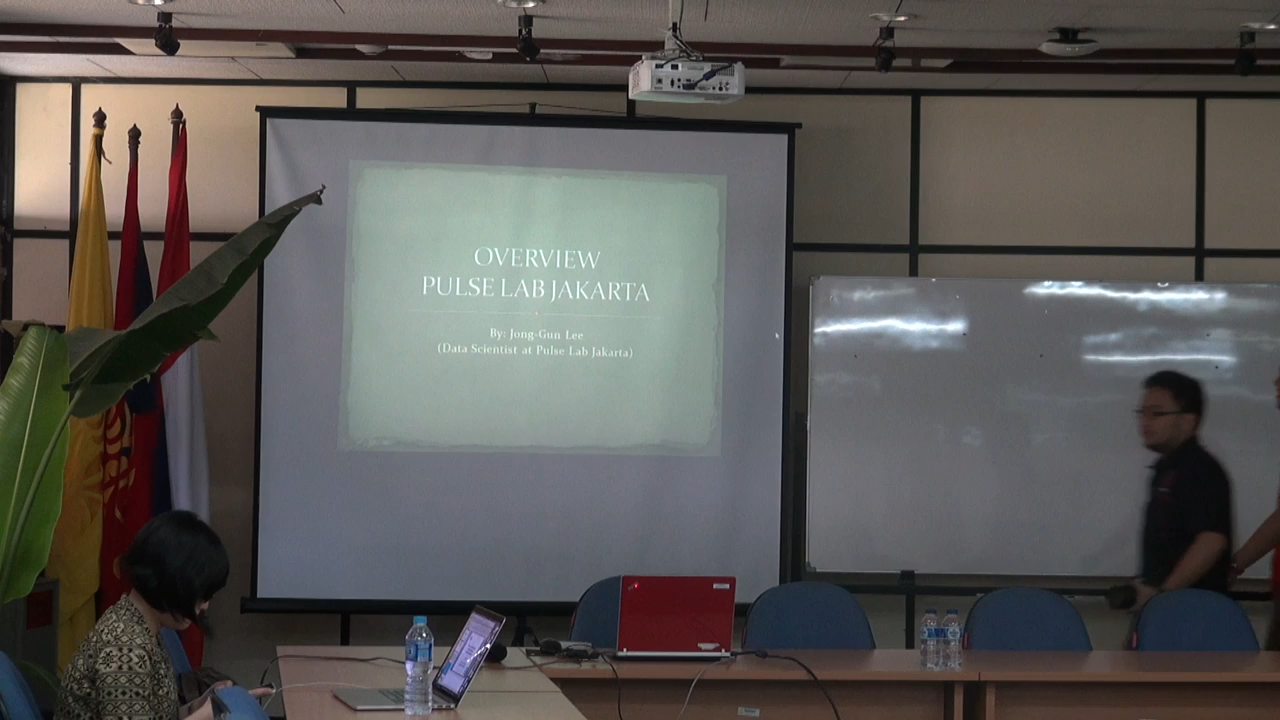 OVERVIEW
PULSE LAB JAKARTA
By: Jong-Gun Lee
(Data Scientist at Pulse Lab Jakarta)